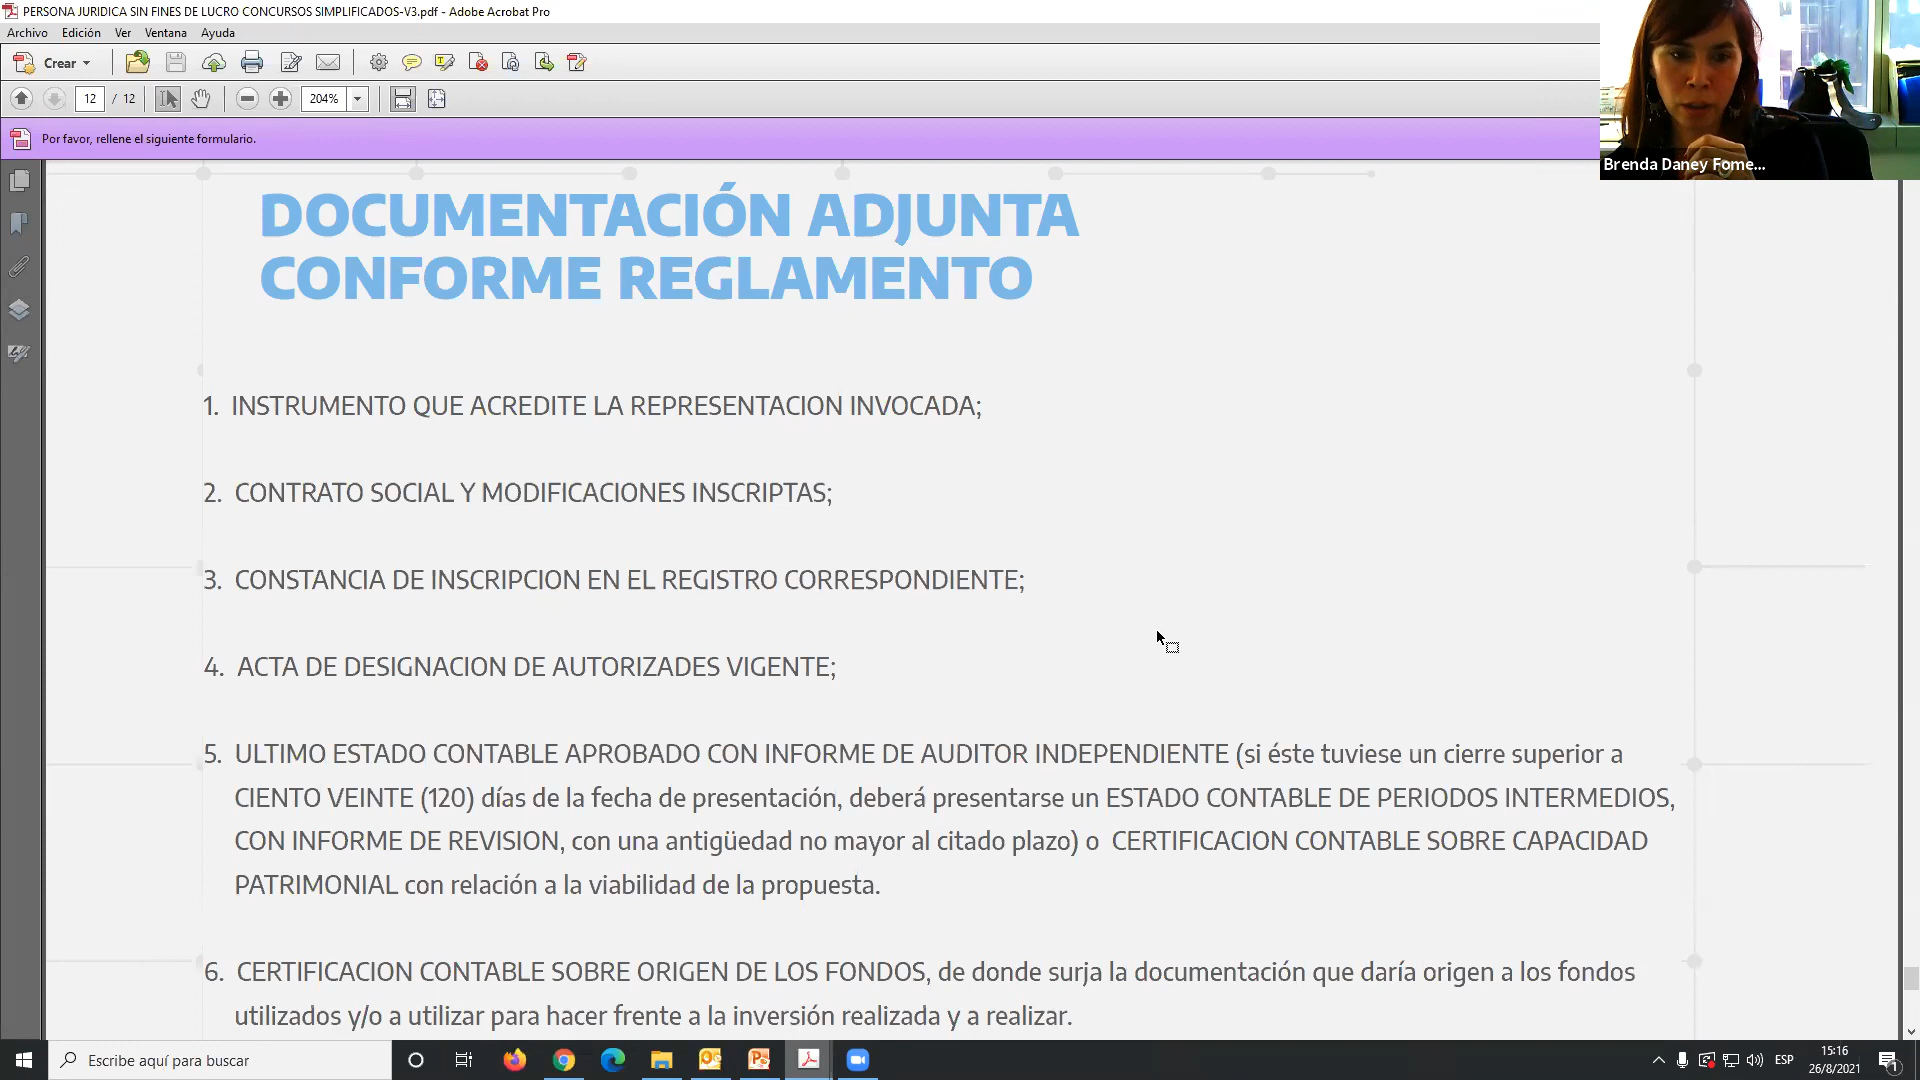 PERSONA JURIDICA SIN FINES DE LUCRO CONCURSOS SIMPLIFICADOS-V3.pdf - Adobe Acrobat Pro
Archivo Edición Ver Ventana Ayuda
Crear
12 / 12 204%
Por favor, rellene el siguiente formulario.
Brenda Daney Fome...
DOCUMENTACIÓN ADJUNTA
CONFORME REGLAMENTO
1. INSTRUMENTO QUE ACREDITE LA REPRESENTACION INVOCADA;
2. CONTRATO SOCIAL Y MODIFICACIONES INSCRIPTAS;
3. CONSTANCIA DE INSCRIPCION EN EL REGISTRO CORRESPONDIENTE;
4. ACTA DE DESIGNACION DE AUTORIZADES VIGENTE;
5. ULTIMO ESTADO CONTABLE APROBADO CON INFORME DE AUDITOR INDEPENDIENTE (si éste tuviese un cierre superior a
CIENTO VEINTE (120) días de la fecha de presentación, deberá presentarse un ESTADO CONTABLE DE PERIODOS INTERMEDIOS,
CON INFORME DE REVISION, con una antigüedad no mayor al citado plazo) o CERTIFICACION CONTABLE SOBRE CAPACIDAD
PATRIMONIAL con relación a la viabilidad de la propuesta.
6. CERTIFICACION CONTABLE SOBRE ORIGEN DE LOS FONDOS, de donde surja la documentación que daría origen a los fondos
utilizados y/o a utilizar para hacer frente a la inversión realizada y a realizar.
Escribe aquí para buscar
ESP
15:16
26/8/2021
1